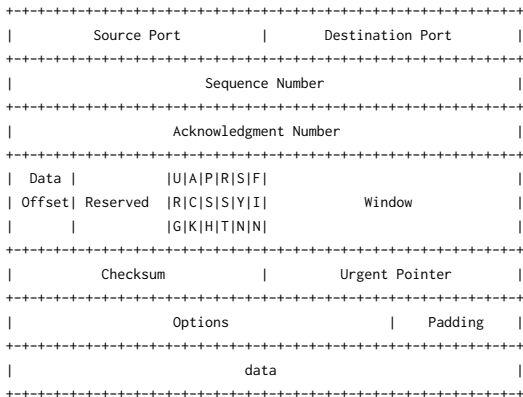 +-+-+-+-+-+-+-+-+-+-+-+-+-+-+-+-+-+-+-+-+-+-+-+-+-+-+-+-+-+-+-+-+
|          Source Port          |       Destination Port        |
+-+-+-+-+-+-+-+-+-+-+-+-+-+-+-+-+-+-+-+-+-+-+-+-+-+-+-+-+-+-+-+-+
|                        Sequence Number                        |
+-+-+-+-+-+-+-+-+-+-+-+-+-+-+-+-+-+-+-+-+-+-+-+-+-+-+-+-+-+-+-+-+
|                    Acknowledgment Number                      |
+-+-+-+-+-+-+-+-+-+-+-+-+-+-+-+-+-+-+-+-+-+-+-+-+-+-+-+-+-+-+-+-+
|  Data |           |U|A|P|R|S|F|                               |
| Offset| Reserved  |R|C|S|S|Y|I|            Window             |
|       |           |G|K|H|T|N|N|                               |
+-+-+-+-+-+-+-+-+-+-+-+-+-+-+-+-+-+-+-+-+-+-+-+-+-+-+-+-+-+-+-+-+
|           Checksum            |         Urgent Pointer        |
+-+-+-+-+-+-+-+-+-+-+-+-+-+-+-+-+-+-+-+-+-+-+-+-+-+-+-+-+-+-+-+-+
|                    Options                    |    Padding    |
+-+-+-+-+-+-+-+-+-+-+-+-+-+-+-+-+-+-+-+-+-+-+-+-+-+-+-+-+-+-+-+-+
|                             data                              |
+-+-+-+-+-+-+-+-+-+-+-+-+-+-+-+-+-+-+-+-+-+-+-+-+-+-+-+-+-+-+-+-+